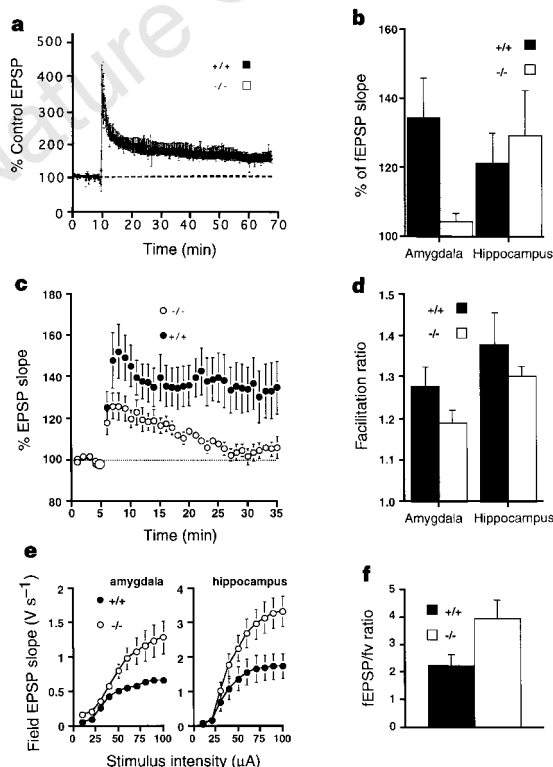 ature
a
% Control EPSP
500
400
300
200
100
0
+/+
-/-
0 10 20 30 40 50 60 70
Time (min)
b
% of fEPSP slope
160
140
120
100
+/+
-/-
Amygdala Hippocampus
c
% EPSP slope
180
160
140
120
100
80
-/-
+/+
0 5 10 15 20 25 30 35
Time (min)
d
Facilitation ratio
1.5
1.4
1.3
1.2
1.1
1.0
+/+
-/-
Amygdala Hippocampus
e
Field EPSP slope (V s⁻¹)
amygdala
2
1.5
1
0.5
0
+/+
-/-
0 25 50 75 100
hippocampus
4
3
2
1
0
0 25 50 75 100
Stimulus intensity (μA)
f
fEPSP/fv ratio
5
4
3
2
1
0
+/+
-/-